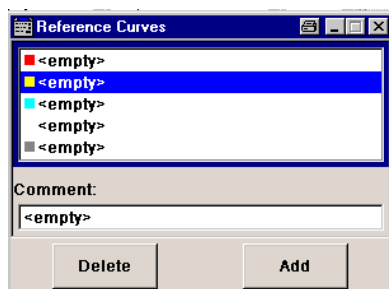 Reference Curves
<empty>
<empty>
<empty>
<empty>
<empty>
Comment:
<empty>
Delete Add